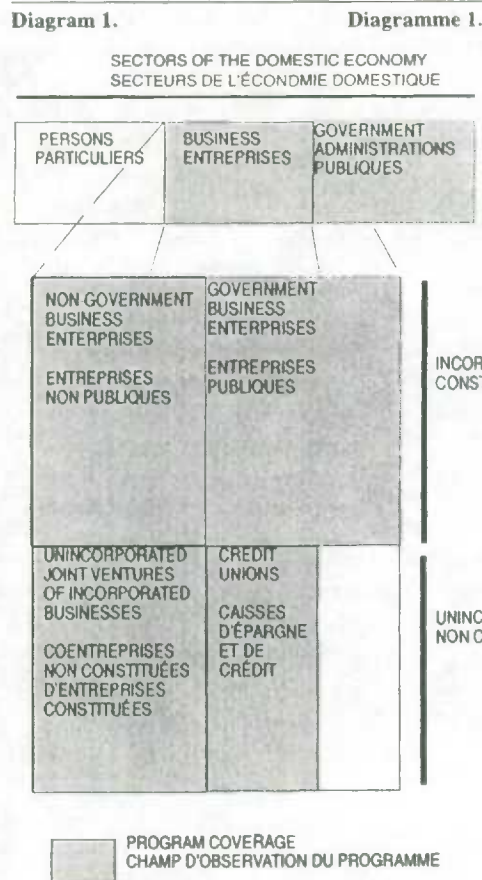 Diagram 1.
Diagramme 1.
SECTORS OF THE DOMESTIC ECONOMY
SECTEURS DE L'ÉCONDMIE DOMESTIQUE
PERSONS
PARTICULIERS
BUSINESS
ENTREPRISES
GOVERNMENT
ADMINISTRATIONS
PUBLIQUES
NON-GOVERNMENT
BUSINESS
ENTERPRISES
ENTREPRISES
NON PUBLIQUES
GOVERNMENT
BUSINESS
ENTERPRISES
ENTREPRISES
PUBLIQUES
INCOR
CONST
UNINCORPORATED
JOINT VENTURES
OF INCORPORATED
BUSINESSES
COENTREPRISES
NON CONSTITUÉES
D'ENTREPRISES
CONSTITUÉES
CREDIT
UNIONS
CAISSES
D'ÉPARGNE
ET DE
CRÉDIT
UNINC
NON C
PROGRAM COVERAGE
CHAMP D'OBSERVATION DU PROGRAMME